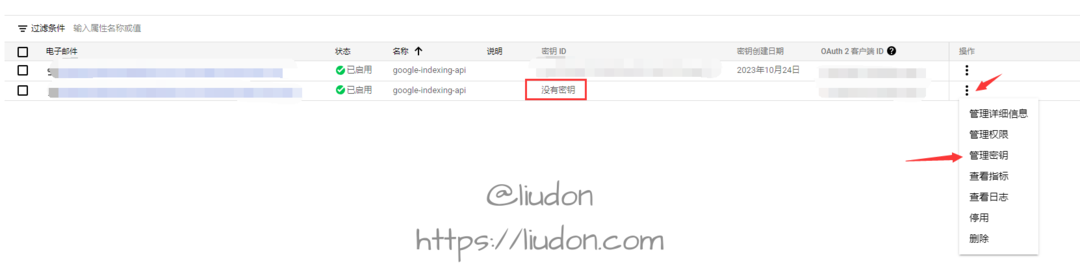 过滤条件 输入属性名称或值
电子邮件 状态 名称 说明 密钥 ID 密钥创建日期 OAuth 2 客户端 ID 操作
已启用 google-indexing-api 2023年10月24日
已启用 google-indexing-api 没有密钥
管理详细信息
管理权限
管理密钥
查看指标
查看日志
停用
删除
@liudon
https://liudon.com